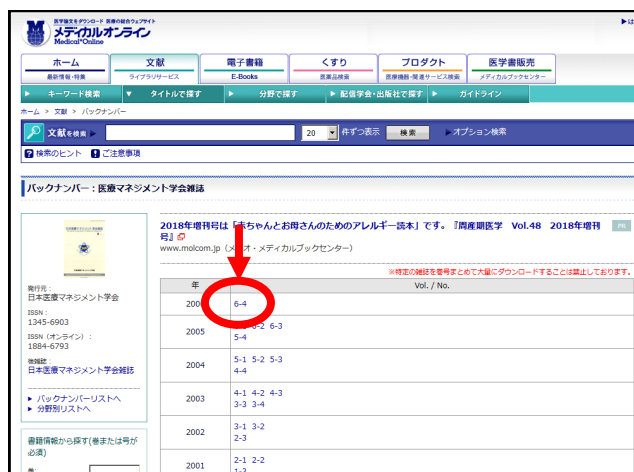 医学論文をダウンロード 医療の総合ウェブサイト
メディカルオンライン
Medical*Online
▶は
ホーム 文献 電子書籍 くすり プロダクト 医学書販売
最新情報・特集 ライブラリサービス E-Books 医薬品検索 医療機器・関連サービス検索 メディカルブックセンター
▶ キーワード検索 ▼ タイトルで探す ▶ 分野で探す ▶ 配信学会・出版社で探す ▶ ガイドライン
ホーム > 文献 > バックナンバー
文献を検索 ▶ 20 件ずつ表示 検索 ▶オプション検索
検索のヒント ご注意事項
バックナンバー：医療マネジメント学会雑誌
2018年増刊号は「赤ちゃんとお母さんのためのアレルギー読本」です。『周産期医学 Vol.48 2018年増刊号』
PR
www.molcom.jp（メテオ・メディカルブックセンター）
※特定の雑誌を巻号まとめて大量にダウンロードすることは禁止しております。
発行元：
日本医療マネジメント学会
ISSN：
1345-6903
ISSN（オンライン）：
1884-6793
後継誌：
日本医療マネジメント学会雑誌
▶ バックナンバーリストへ
▶ 分野別リストへ
書籍情報から探す(巻または号が必須)
巻:
年 Vol. / No.
6-4
2005 6-2 6-3
5-4
2004 5-1 5-2 5-3
4-4
2003 4-1 4-2 4-3
3-3 3-4
2002 3-1 3-2
2-3
2001 2-1 2-2
1-3